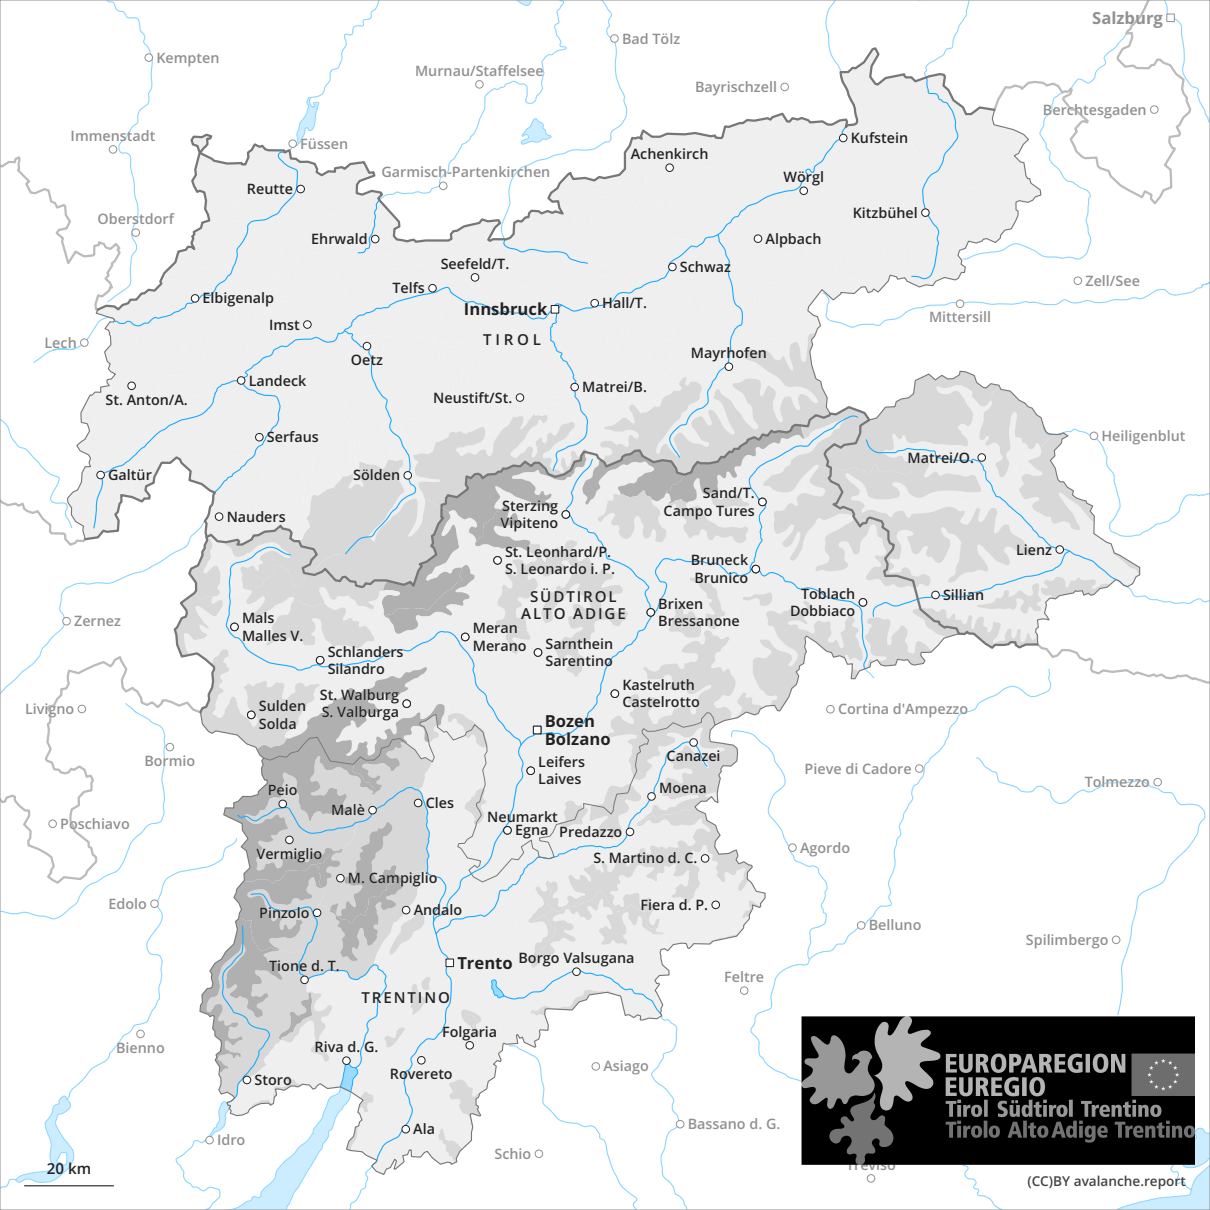 Salzburg
Bad Tölz
Kempten
Murnau/Staffelsee
Bayrischzell
Berchtesgaden
Immenstadt
Füssen
Kufstein
Achenkirch
Garmisch-Partenkirchen
Wörgl
Reutte
Oberstdorf
Kitzbühel
Ehrwald
Alpbach
Seefeld/T.
Schwaz
Zell/See
Telfs
Elbigenalp
Hall/T.
Innsbruck
Mittersill
Imst
TIROL
Lech
Oetz
Mayrhofen
Landeck
Matrei/B.
St. Anton/A.
Neustift/St.
Serfaus
Heiligenblut
Matrei/O.
Galtür
Sölden
Sand/T.
Campo Tures
Sterzing
Vipiteno
Nauders
Lienz
St. Leonhard/P.
S. Leonardo i. P.
Bruneck
Brunico
SÜDTIROL
ALTO ADIGE
Toblach
Dobbiaco
Sillian
Brixen
Bressanone
Zernez
Mals
Malles V.
Meran
Merano
Sarnthein
Sarentino
Schlanders
Silandro
Kastelruth
Castelrotto
St. Walburg
S. Valburga
Livigno
Sulden
Solda
Cortina d'Ampezzo
Bozen
Bolzano
Bormio
Canazei
Leifers
Laives
Pieve di Cadore
Tolmezzo
Peio
Moena
Malè
Cles
Neumarkt
Egna
Predazzo
Poschiavo
Vermiglio
Agordo
S. Martino d. C.
M. Campiglio
Edolo
Pinzolo
Andalo
Fiera d. P.
Belluno
Spilimbergo
Tione d. T.
Trento
Borgo Valsugana
Feltre
TRENTINO
Bienno
Folgaria
Riva d. G.
Rovereto
Storo
Asiago
EUROPAREGION
EUREGIO
Tirol Südtirol Trentino
Tirolo Alto Adige Trentino
Idro
Ala
Bassano d. G.
Schio
Treviso
20 km
(CC)BY avalanche.report